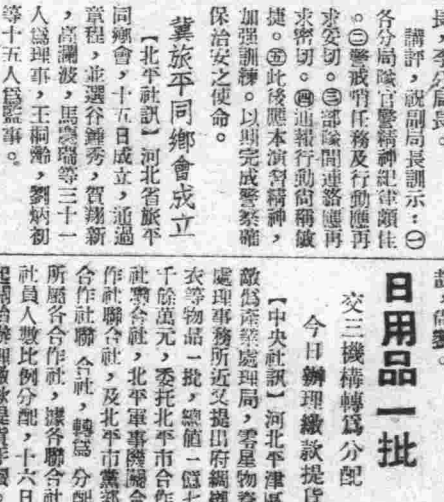 長，李分局長。
講評，說副局長訓示：㊀
各分局隊官警精神紀律頗佳
。㊁警戒哨任務及行動應再
求妥切。㊂部隊間連絡應再
求密切。㊃通報行動尚稱敏
捷。㊄此後應本演習精神，
加强訓練。以期完成警察確
保治安之使命。
冀旅平同鄉會成立
【北平社訊】河北省旅平
同鄉會，十五日成立，通過
章程，並選谷鍾秀，賀翔新
，高瀾波，馬慶瑞等三十一
人爲理事，王桐齡，劉炳初
等十五人爲監事。
日用品一批
交三機構轉爲分配
今日辦理繳款提
【中央社訊】河北平津區
敵僞產業處理局，零星物資
處理事務所近又提出府綢
衣等物品一批，總值一億七
千餘萬元，委托北平市合作
社聯合社，北平軍事機關合
作社聯合社，及北平市黨部
合作社聯合社，轉爲分配
所屬各合作社，據各聯合社
社員人數比例分配，十六日